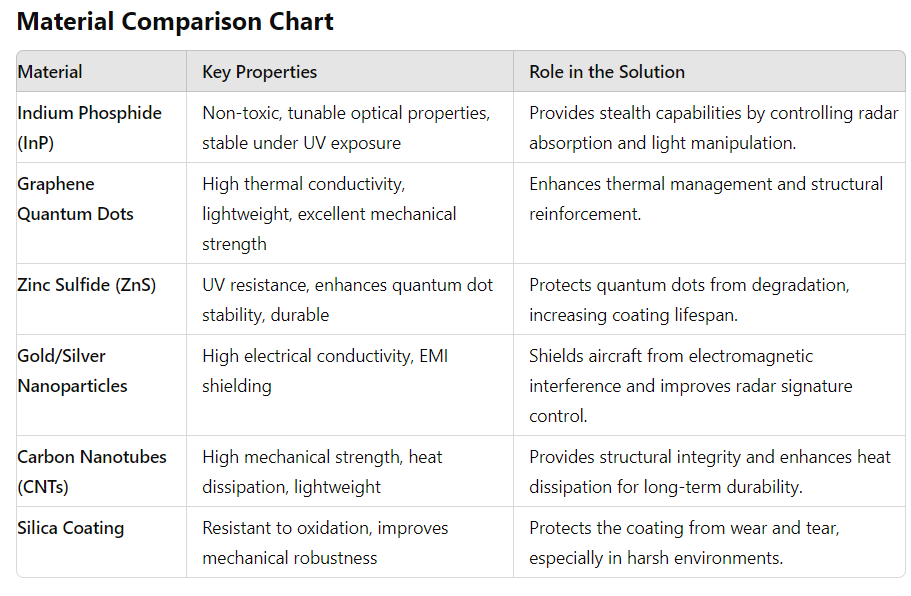 Material Comparison Chart
Material Key Properties Role in the Solution
Indium Phosphide Non-toxic, tunable optical properties, Provides stealth capabilities by controlling radar
(InP) stable under UV exposure absorption and light manipulation.
Graphene High thermal conductivity, Enhances thermal management and structural
Quantum Dots lightweight, excellent mechanical reinforcement.
strength
Zinc Sulfide (ZnS) UV resistance, enhances quantum dot Protects quantum dots from degradation,
stability, durable increasing coating lifespan.
Gold/Silver High electrical conductivity, EMI Shields aircraft from electromagnetic
Nanoparticles shielding interference and improves radar signature
control.
Carbon Nanotubes High mechanical strength, heat Provides structural integrity and enhances heat
(CNTs) dissipation, lightweight dissipation for long-term durability.
Silica Coating Resistant to oxidation, improves Protects the coating from wear and tear,
mechanical robustness especially in harsh environments.